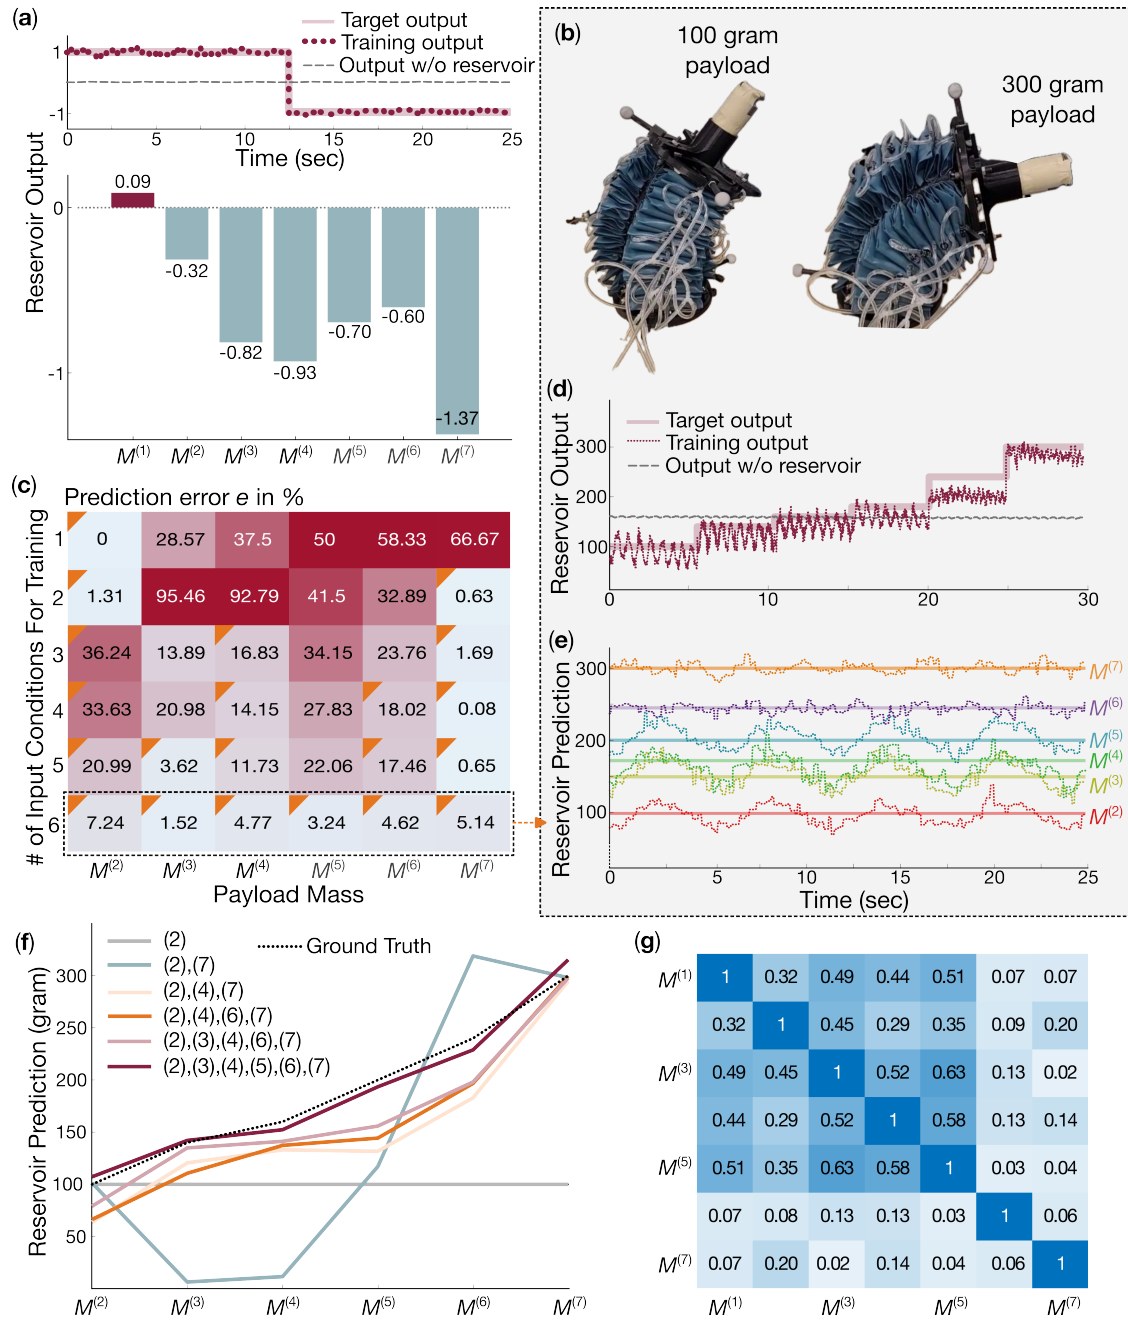 (a)
Target output
Training output
Output w/o reservoir
1
-1
0 5 10 15 20 25
Time (sec)
Reservoir Output
0.09
0
-0.32
-0.82
-0.93
-0.70
-0.60
-1.37
-1
M(1) M(2) M(3) M(4) M(5) M(6) M(7)
(b)
100 gram
payload
300 gram
payload
(c)
Prediction error e in %
# of Input Conditions For Training
1 0 28.57 37.5 50 58.33 66.67
2 1.31 95.46 92.79 41.5 32.89 0.63
3 36.24 13.89 16.83 34.15 23.76 1.69
4 33.63 20.98 14.15 27.83 18.02 0.08
5 20.99 3.62 11.73 22.06 17.46 0.65
6 7.24 1.52 4.77 3.24 4.62 5.14
M(2) M(3) M(4) M(5) M(6) M(7)
Payload Mass
(d)
Target output
Training output
Output w/o reservoir
Reservoir Output
300
200
100
0 10 20 30
(e)
Reservoir Prediction
300
200
100
M(7)
M(6)
M(5)
M(4)
M(3)
M(2)
0 5 10 15 20 25
Time (sec)
(f)
(2)
(2),(7)
(2),(4),(7)
(2),(4),(6),(7)
(2),(3),(4),(6),(7)
(2),(3),(4),(5),(6),(7)
Ground Truth
Reservoir Prediction (gram)
300
250
200
150
100
50
M(2) M(3) M(4) M(5) M(6) M(7)
(g)
M(1) 1 0.32 0.49 0.44 0.51 0.07 0.07
0.32 1 0.45 0.29 0.35 0.09 0.20
M(3) 0.49 0.45 1 0.52 0.63 0.13 0.02
0.44 0.29 0.52 1 0.58 0.13 0.14
M(5) 0.51 0.35 0.63 0.58 1 0.03 0.04
0.07 0.08 0.13 0.13 0.03 1 0.06
M(7) 0.07 0.20 0.02 0.14 0.04 0.06 1
M(1) M(3) M(5) M(7)